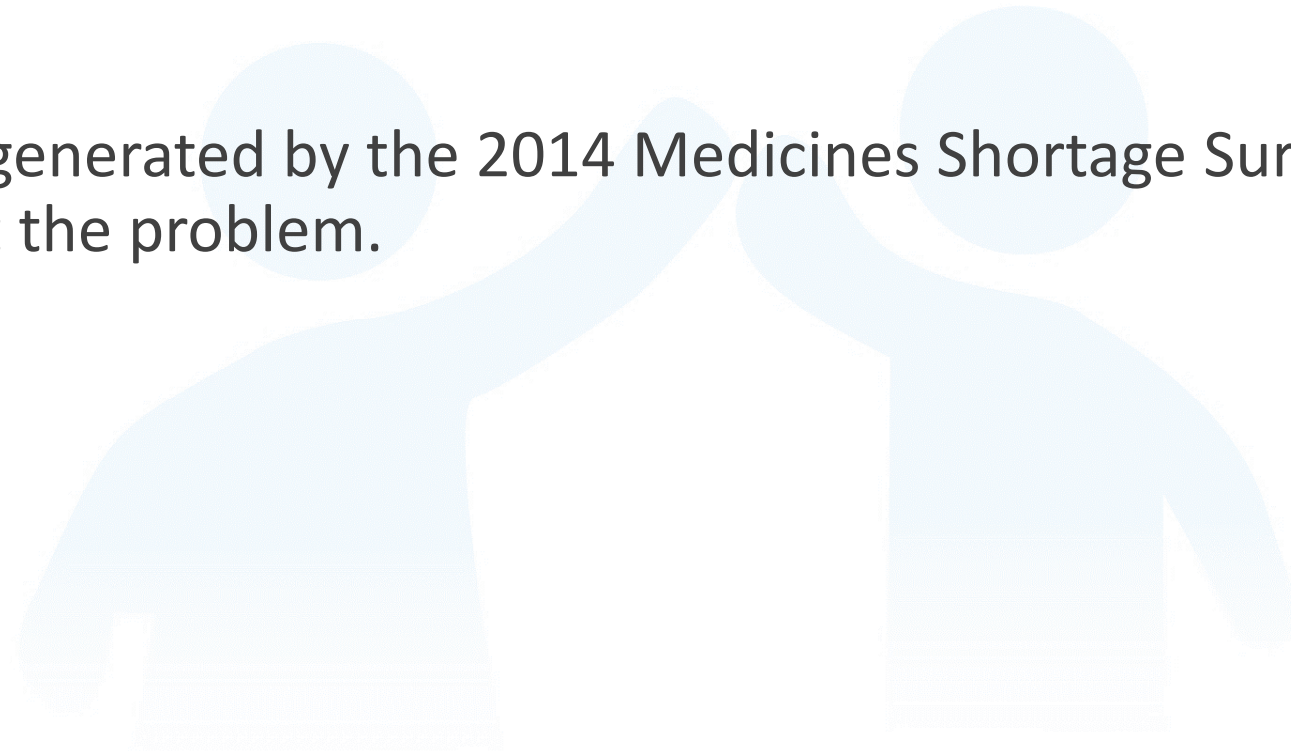 generated by the 2014 Medicines Shortage Sur
the problem.